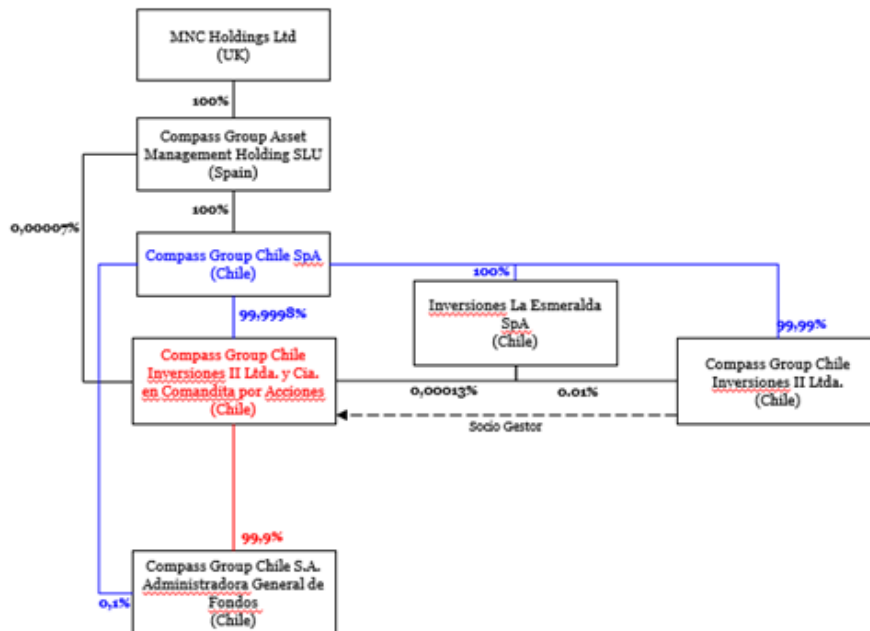 MNC Holdings Ltd
(UK)
100%
Compass Group Asset
Management Holding SLU
(Spain)
0,00007%
100%
Compass Group Chile SpA
(Chile)
100%
99,9998%
Inversiones La Esmeralda
SpA
(Chile)
99,99%
Compass Group Chile
Inversiones II Ltda. y Cia.
en Comandita por Acciones
(Chile)
Compass Group Chile
Inversiones II Ltda.
(Chile)
0,00013%
0.01%
Socio Gestor
99,9%
Compass Group Chile S.A.
Administradora General de
Fondos
(Chile)
0,1%